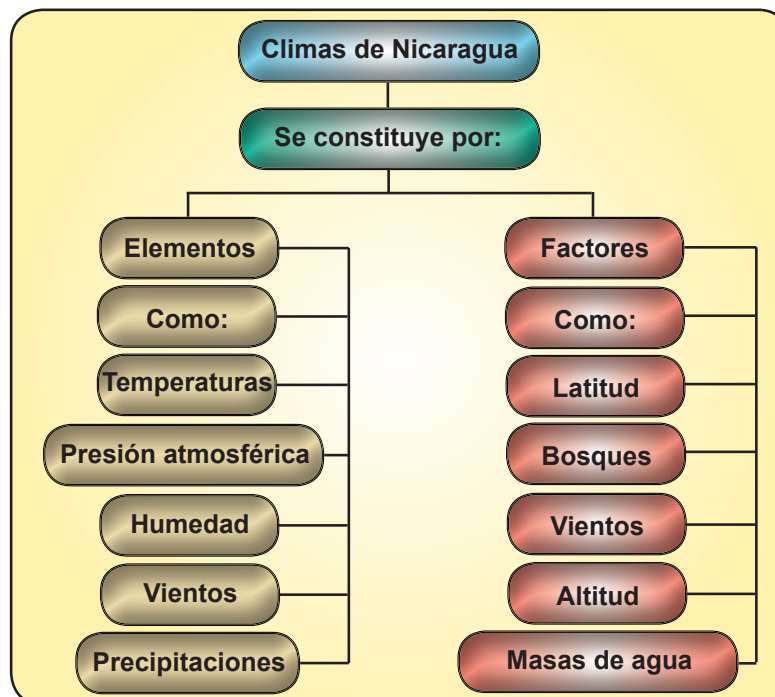 Climas de Nicaragua
Se constituye por:
Elementos
Como:
Temperaturas
Presión atmosférica
Humedad
Vientos
Precipitaciones
Factores
Como:
Latitud
Bosques
Vientos
Altitud
Masas de agua